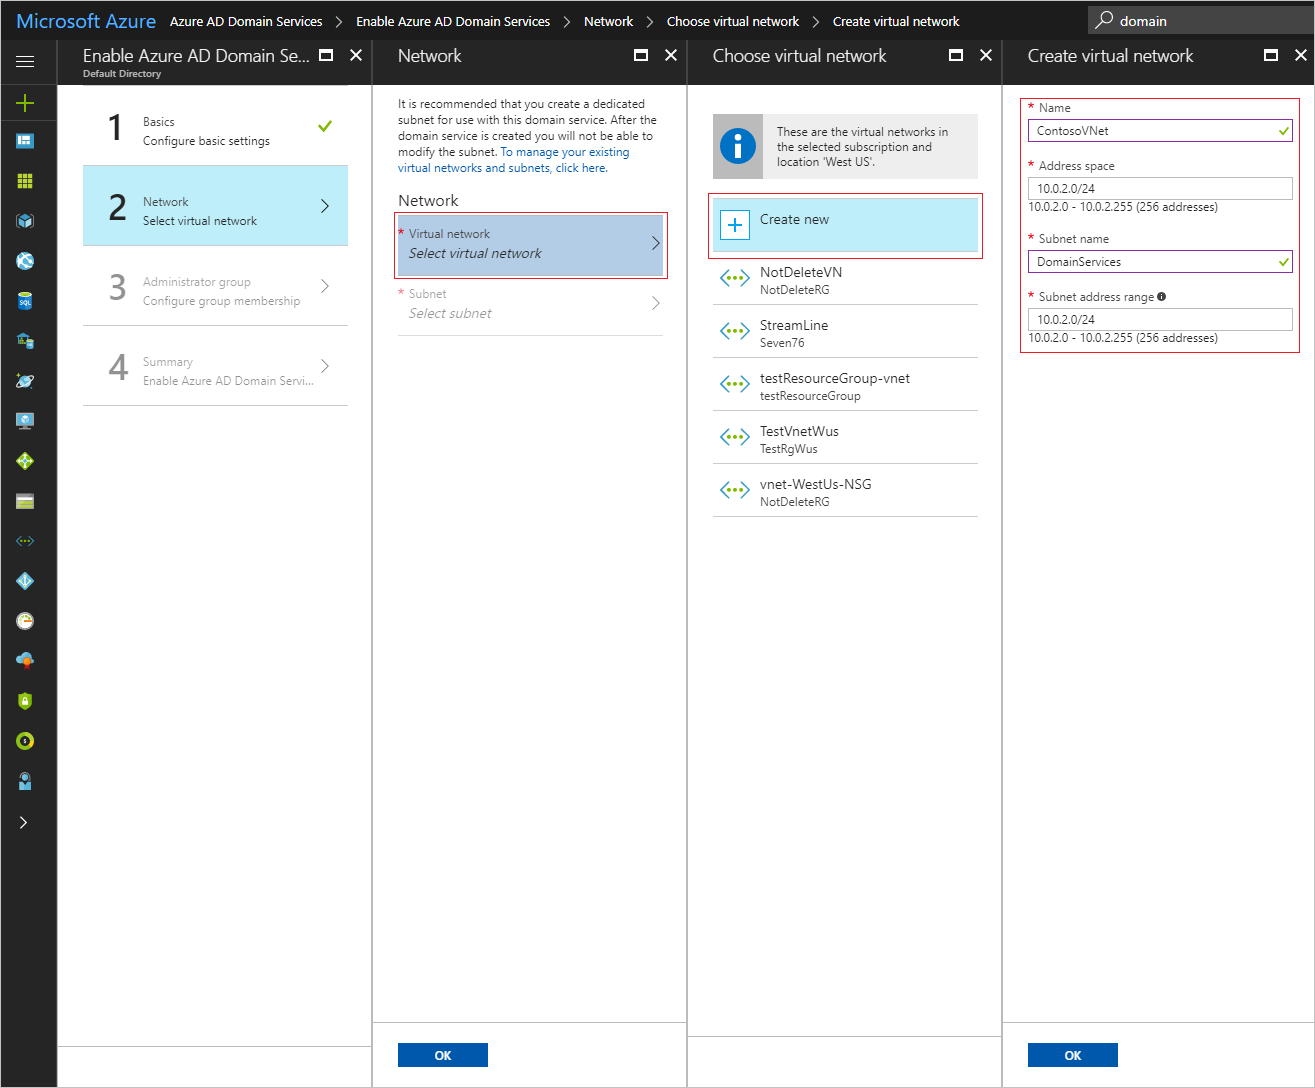 Microsoft Azure Azure AD Domain Services Enable Azure AD Domain Services Network Choose virtual network Create virtual network domain
Enable Azure AD Domain Se...
Default Directory
1
Basics
Configure basic settings
2
Network
Select virtual network
3
Administrator group
Configure group membership
4
Summary
Enable Azure AD Domain Servi...
Network
It is recommended that you create a dedicated
subnet for use with this domain service. After the
domain service is created you will not be able to
modify the subnet. To manage your existing
virtual networks and subnets, click here.
Network
* Virtual network
Select virtual network
* Subnet
Select subnet
OK
Choose virtual network
These are the virtual networks in
the selected subscription and
location 'West US'.
Create new
NotDeleteVN
NotDeleteRG
StreamLine
Seven76
testResourceGroup-vnet
testResourceGroup
TestVnetWus
TestRgWus
vnet-WestUs-NSG
NotDeleteRG
Create virtual network
* Name
ContosoVNet
* Address space
10.0.2.0/24
10.0.2.0 - 10.0.2.255 (256 addresses)
* Subnet name
DomainServices
* Subnet address range
10.0.2.0/24
10.0.2.0 - 10.0.2.255 (256 addresses)
OK